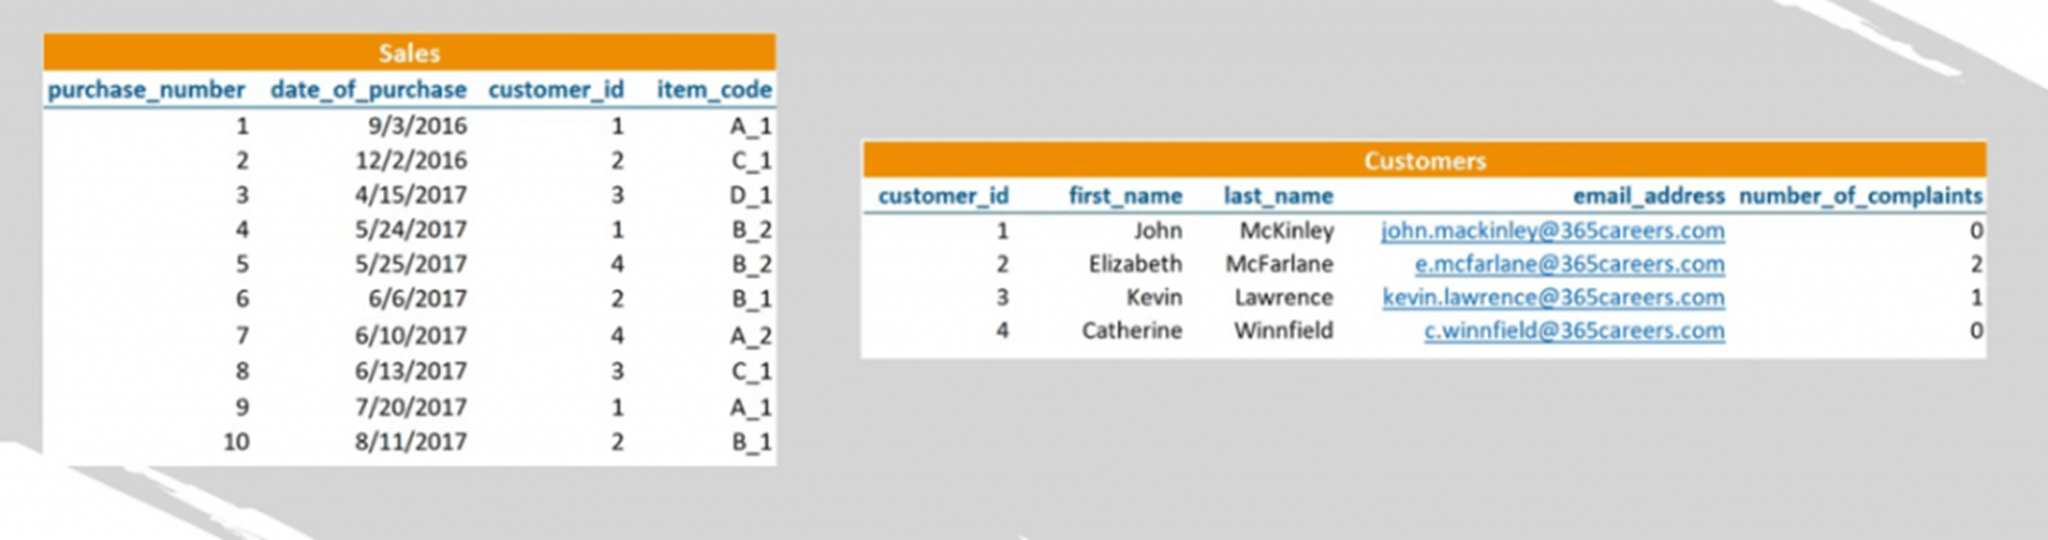 Sales
purchase_number date_of_purchase customer_id item_code
1 9/3/2016 1 A_1
2 12/2/2016 2 C_1
3 4/15/2017 3 D_1
4 5/24/2017 1 B_2
5 5/25/2017 4 B_2
6 6/6/2017 2 B_1
7 6/10/2017 4 A_2
8 6/13/2017 3 C_1
9 7/20/2017 1 A_1
10 8/11/2017 2 B_1
Customers
customer_id first_name last_name email_address number_of_complaints
1 John McKinley john.mackinley@365careers.com 0
2 Elizabeth McFarlane e.mcfarlane@365careers.com 2
3 Kevin Lawrence kevin.lawrence@365careers.com 1
4 Catherine Winnfield c.winnfield@365careers.com 0